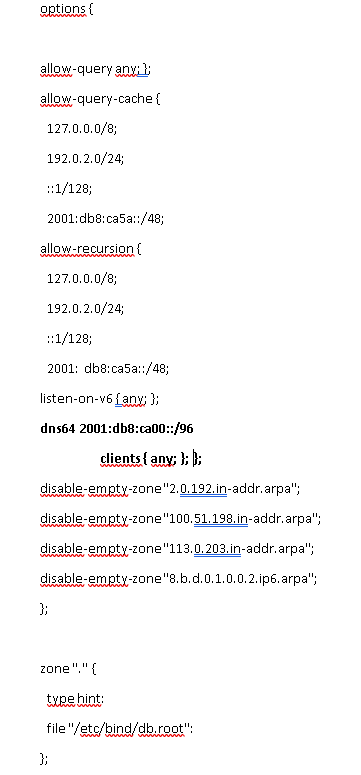 options {
allow-query any; };
allow-query-cache {
127.0.0.0/8;
192.0.2.0/24;
::1/128;
2001:db8:ca5a::/48;
allow-recursion {
127.0.0.0/8;
192.0.2.0/24;
::1/128;
2001: db8:ca5a::/48;
listen-on-v6 { any; };
dns64 2001:db8:ca00::/96
clients { any; }; };
disable-empty-zone "2.0.192.in-addr.arpa";
disable-empty-zone "100.51.198.in-addr.arpa";
disable-empty-zone "113.0.203.in-addr.arpa";
disable-empty-zone "8.b.d.0.1.0.0.2.ip6.arpa";
};
zone "." {
type hint:
file "/etc/bind/db.root":
};